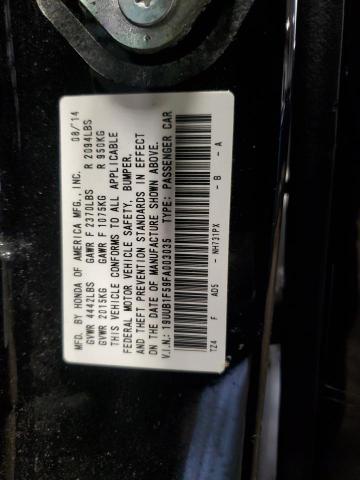 MFD. BY HONDA OF AMERICA MFG.,INC. 08/'14
GVWR 4442LBS GAWR F 2370LBS R 2094LBS
GVWR 2015KG GAWR F 1075KG R 950KG
THIS VEHICLE CONFORMS TO ALL APPLICABLE
FEDERAL MOTOR VEHICLE SAFETY, BUMPER,
AND THEFT PREVENTION STANDARDS IN EFFECT
ON THE DATE OF MANUFACTURE SHOWN ABOVE.
V.I.N.: 19UUB1F59FA003035 TYPE: PASSENGER CAR
TZ4 F AD5 - NH731PX - B - A